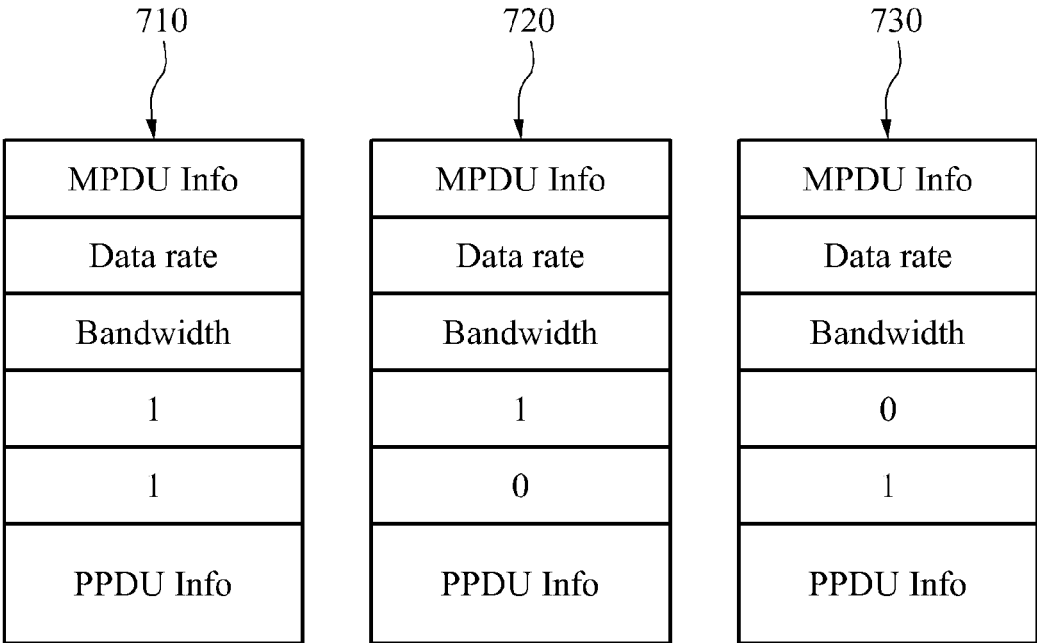 710 720 730
MPDU Info MPDU Info MPDU Info
Data rate Data rate Data rate
Bandwidth Bandwidth Bandwidth
1 1 0
1 0 1
PPDU Info PPDU Info PPDU Info